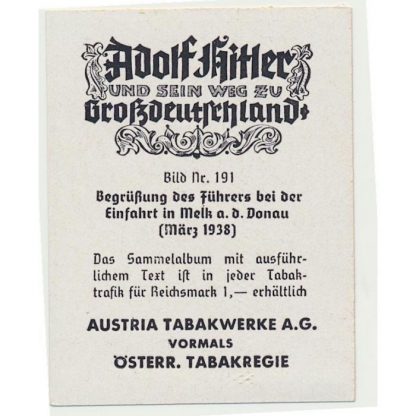 Adolf Hitler
UND SEIN WEG ZU
Großdeutschland
Bild Nr. 191
Begrüßung des Führers bei der
Einfahrt in Melk a. d. Donau
(März 1938)
Das Sammelalbum mit ausführ-
lichem Text ist in jeder Tabak-
trafik für Reichsmark 1,— erhältlich
AUSTRIA TABAKWERKE A.G.
VORMALS
ÖSTERR. TABAKREGIE